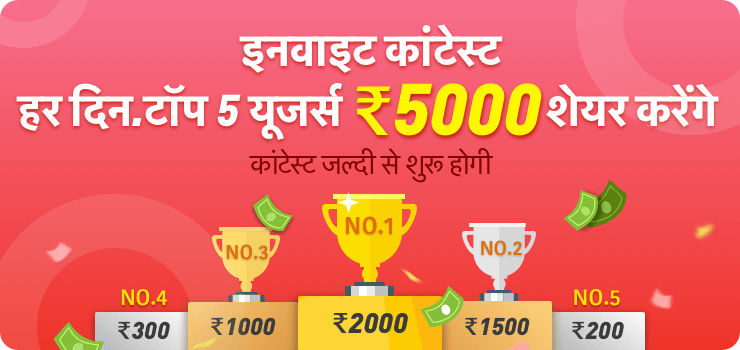 इनवाइट कांटेस्ट
हर दिन.टॉप 5 यूजर्स ₹5000 शेयर करेंगे
कांटेस्ट जल्दी से शुरू होगी
NO.1
NO.3
NO.2
NO.4
NO.5
₹300
₹1000
₹2000
₹1500
₹200